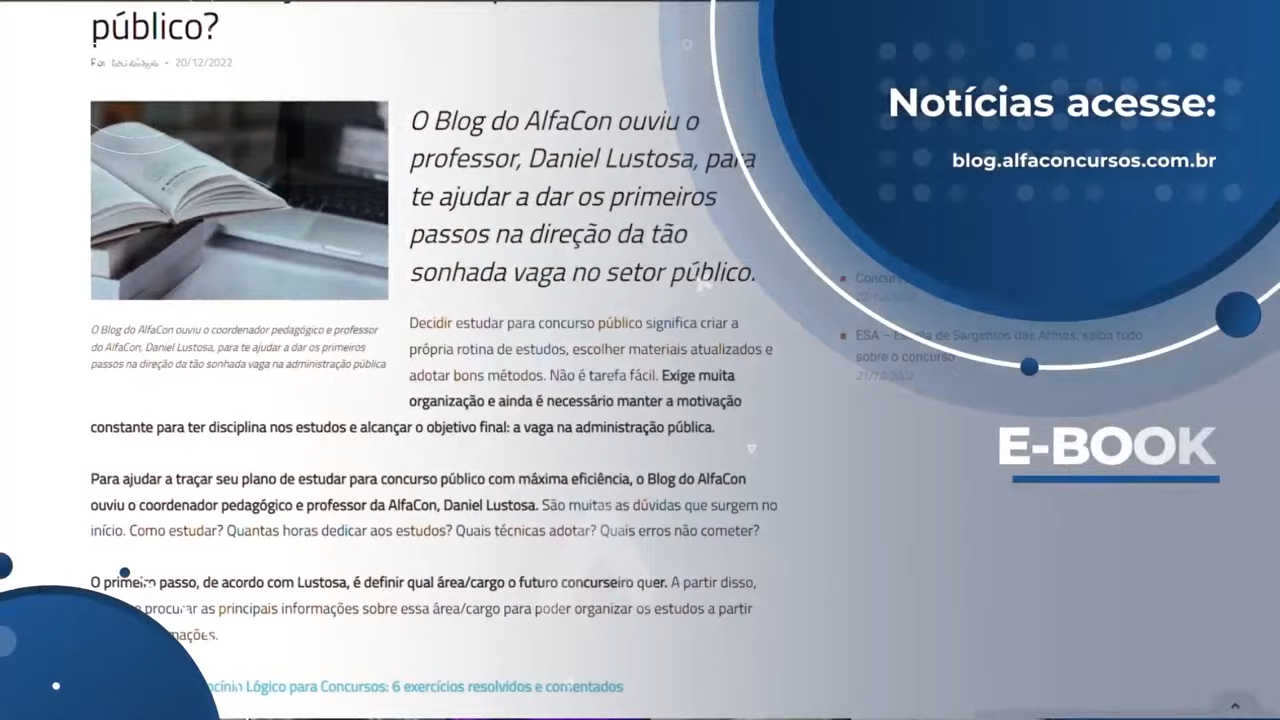 público?
Por
- 20/12/2022
O Blog do AlfaCon ouviu o
professor, Daniel Lustosa, para
te ajudar a dar os primeiros
passos na direção da tão
sonhada vaga no setor público.
O Blog do AlfaCon ouviu o coordenador pedagógico e professor
do AlfaCon, Daniel Lustosa, para te ajudar a dar os primeiros
passos na direção da tão sonhada vaga na administração pública
Decidir estudar para concurso público significa criar a
própria rotina de estudos, escolher materiais atualizados e
adotar bons métodos. Não é tarefa fácil. Exige muita
organização e ainda é necessário manter a motivação
constante para ter disciplina nos estudos e alcançar o objetivo final: a vaga na administração pública.
Para ajudar a traçar seu plano de estudar para concurso público com máxima eficiência, o Blog do AlfaCon
ouviu o coordenador pedagógico e professor da AlfaCon, Daniel Lustosa. São muitas as dúvidas que surgem no
início. Como estudar? Quantas horas dedicar aos estudos? Quais técnicas adotar? Quais erros não cometer?
O primeiro passo, de acordo com Lustosa, é definir qual área/cargo o futuro concurseiro quer. A partir disso,
procurar as principais informações sobre essa área/cargo para poder organizar os estudos a partir
Lógico para Concursos: 6 exercícios resolvidos e comentados
Notícias acesse:
blog.alfaconcursos.com.br
ESA – Escola de Sargentos das Armas, saiba tudo
sobre o concurso
21/12/2022
E-BOOK